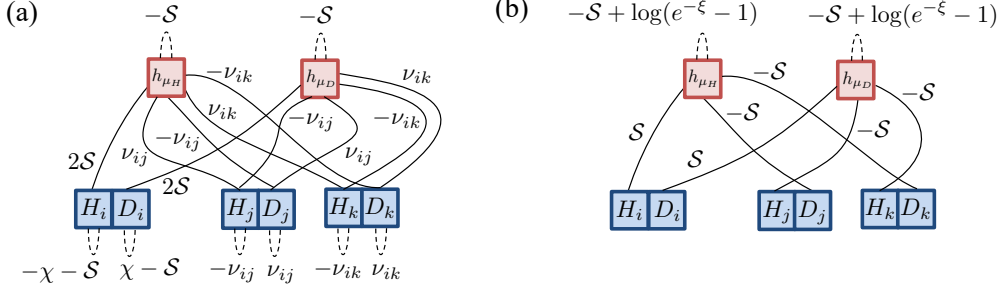 (a)
(b)
−𝒮
−𝒮
−𝒮 + log(e^{−ξ} − 1)
−𝒮 + log(e^{−ξ} − 1)
h_{μ_H}
h_{μ_D}
h_{μ_H}
h_{μ_D}
−ν_{ik}
ν_{ik}
−𝒮
−𝒮
ν_{ik}
−ν_{ij}
−ν_{ik}
−𝒮
−𝒮
2𝒮
ν_{ij}
−ν_{ij}
2𝒮
ν_{ij}
𝒮
𝒮
H_i D_i
H_j D_j
H_k D_k
H_i D_i
H_j D_j
H_k D_k
−χ − 𝒮
χ − 𝒮
−ν_{ij}
ν_{ij}
−ν_{ik}
ν_{ik}